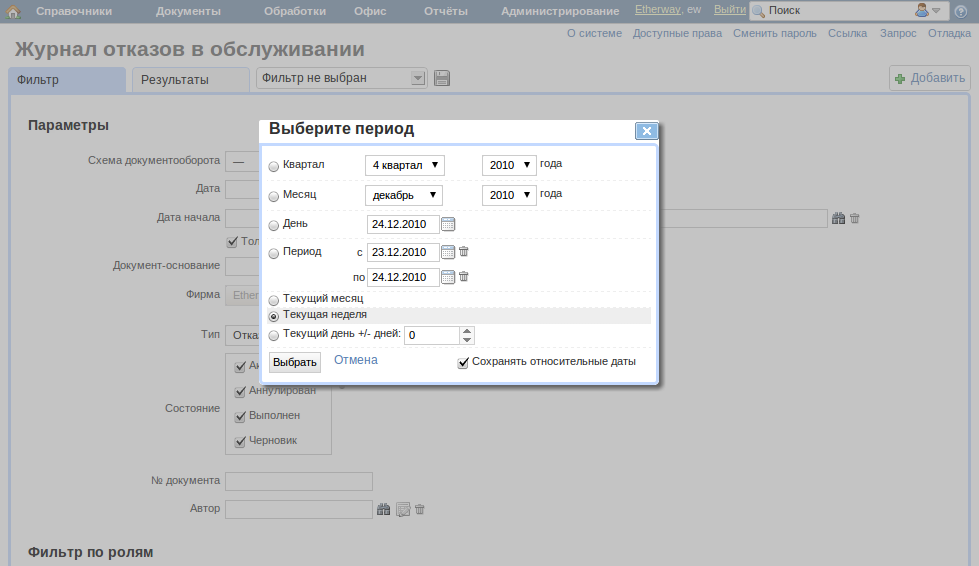 Справочники Документы Обработки Офис Отчёты Администрирование Etherway, ew Выйти Поиск
О системе Доступные права Сменить пароль Ссылка Запрос Отладка
Журнал отказов в обслуживании
Фильтр Результаты Фильтр не выбран Добавить
Параметры
Схема документооборота —
Дата
Дата начала
Документ-основание
Фирма
Тип
Состояние
Аннулирован
Выполнен
Черновик
№ документа
Автор
Фильтр по ролям
Выберите период
Квартал 4 квартал 2010 года
Месяц декабрь 2010 года
День 24.12.2010
Период с 23.12.2010
по 24.12.2010
Текущий месяц
Текущая неделя
Текущий день +/- дней: 0
Выбрать Отмена Сохранять относительные даты